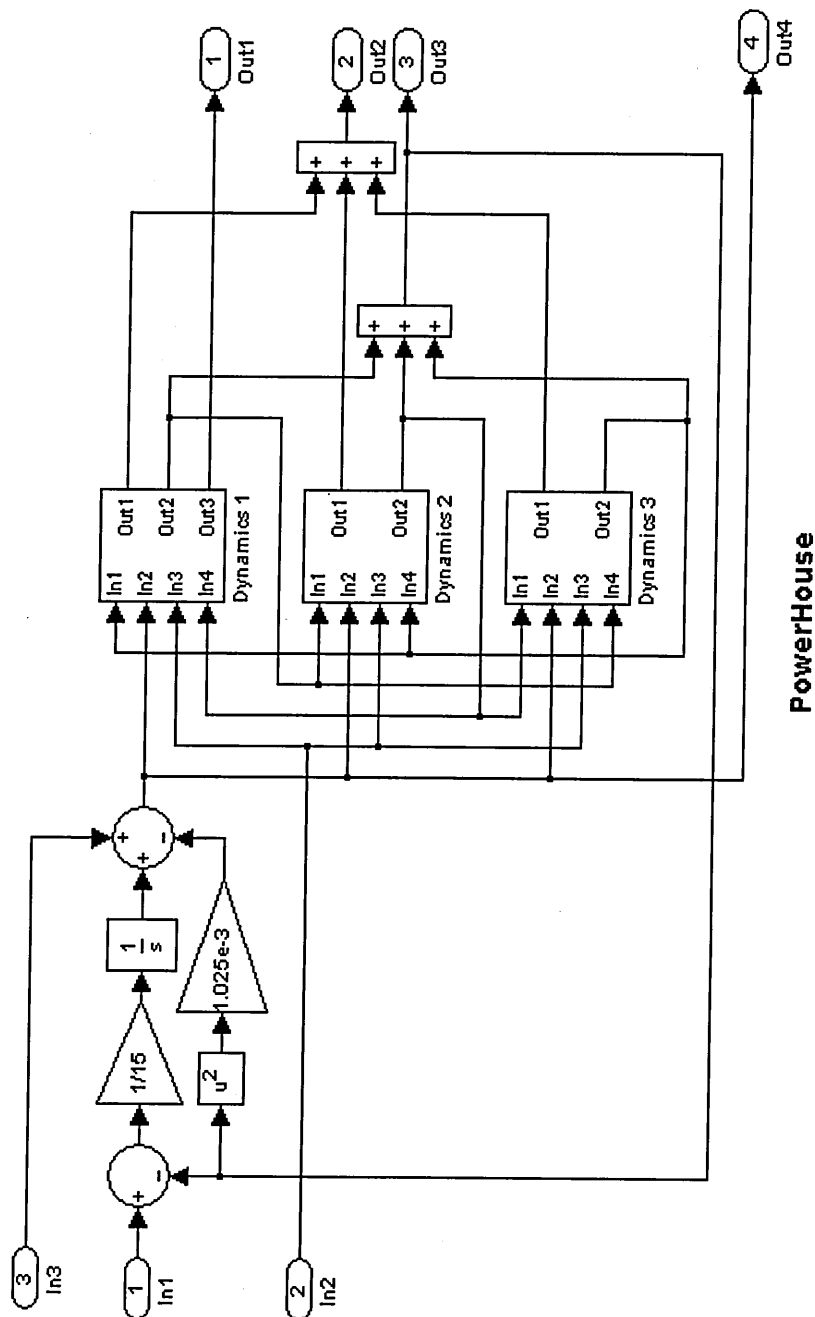 3
In3
1
In1
2
In2
+
-
1/15
u²
1
s
1.025e-3
+
+
-
In1
In2
In3
In4
Out1
Out2
Out3
Dynamics 1
In1
In2
In3
In4
Out1
Out2
Dynamics 2
In1
In2
In3
In4
Out1
Out2
Dynamics 3
+
+
+
+
+
+
1
Out1
2
Out2
3
Out3
4
Out4
PowerHouse